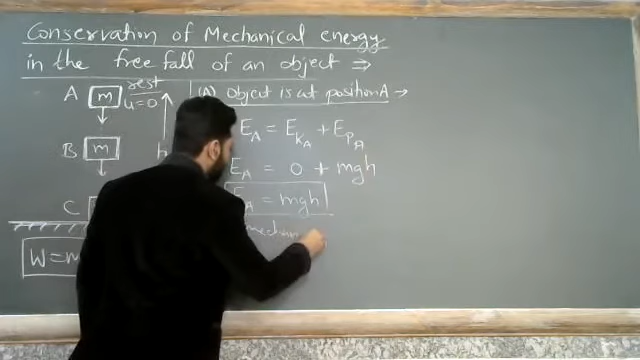 Conservation of Mechanical energy
in the free fall of an object ⇒
A m rest
u=0
(A) Object is at position A →
E_A = E_K_A + E_P_A
B m h
E_A = 0 + mgh
E_A = mgh
C
W=m
mechan